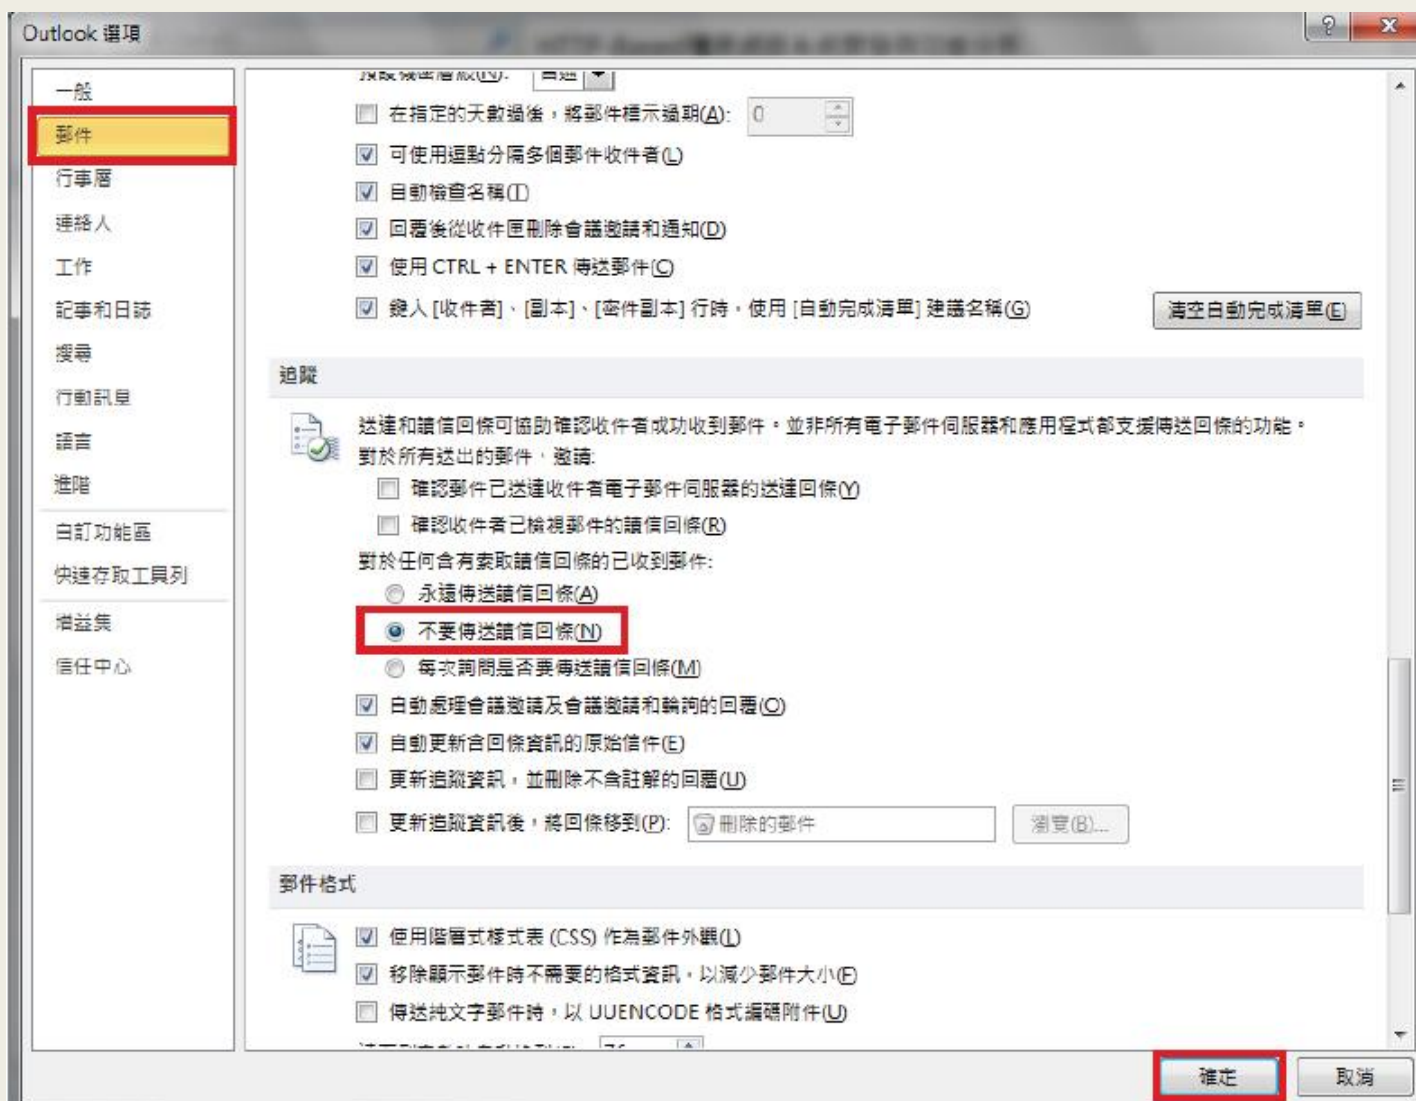 Outlook 選項
一般
郵件
行事曆
連絡人
工作
記事和日誌
搜尋
行動訊息
語言
進階
自訂功能區
快速存取工具列
增益集
信任中心
在指定的天數過後，將郵件標示過期(A): 0
可使用逗點分隔多個郵件收件者(L)
自動檢查名稱(T)
回覆後從收件匣刪除會議邀請和通知(D)
使用 CTRL + ENTER 傳送郵件(C)
鍵入 [收件者]、[副本]、[密件副本] 行時，使用 [自動完成清單] 建議名稱(G) 清空自動完成清單(E)
追蹤
送達和讀信回條可協助確認收件者成功收到郵件。並非所有電子郵件伺服器和應用程式都支援傳送回條的功能。
對於所有送出的郵件，邀請:
確認郵件已送達收件者電子郵件伺服器的送達回條(Y)
確認收件者已檢視郵件的讀信回條(R)
對於任何含有索取讀信回條的已收到郵件:
永遠傳送讀信回條(A)
不要傳送讀信回條(N)
每次詢問是否要傳送讀信回條(M)
自動處理會議邀請及會議邀請和輪詢的回覆(O)
自動更新含回條資訊的原始信件(E)
更新追蹤資訊，並刪除不含註解的回覆(U)
更新追蹤資訊後，將回條移到(P): 刪除的郵件 瀏覽(B)...
郵件格式
使用階層式樣式表 (CSS) 作為郵件外觀(L)
移除顯示郵件時不需要的格式資訊，以減少郵件大小(F)
傳送純文字郵件時，以 UUENCODE 格式編碼附件(U)
確定 取消